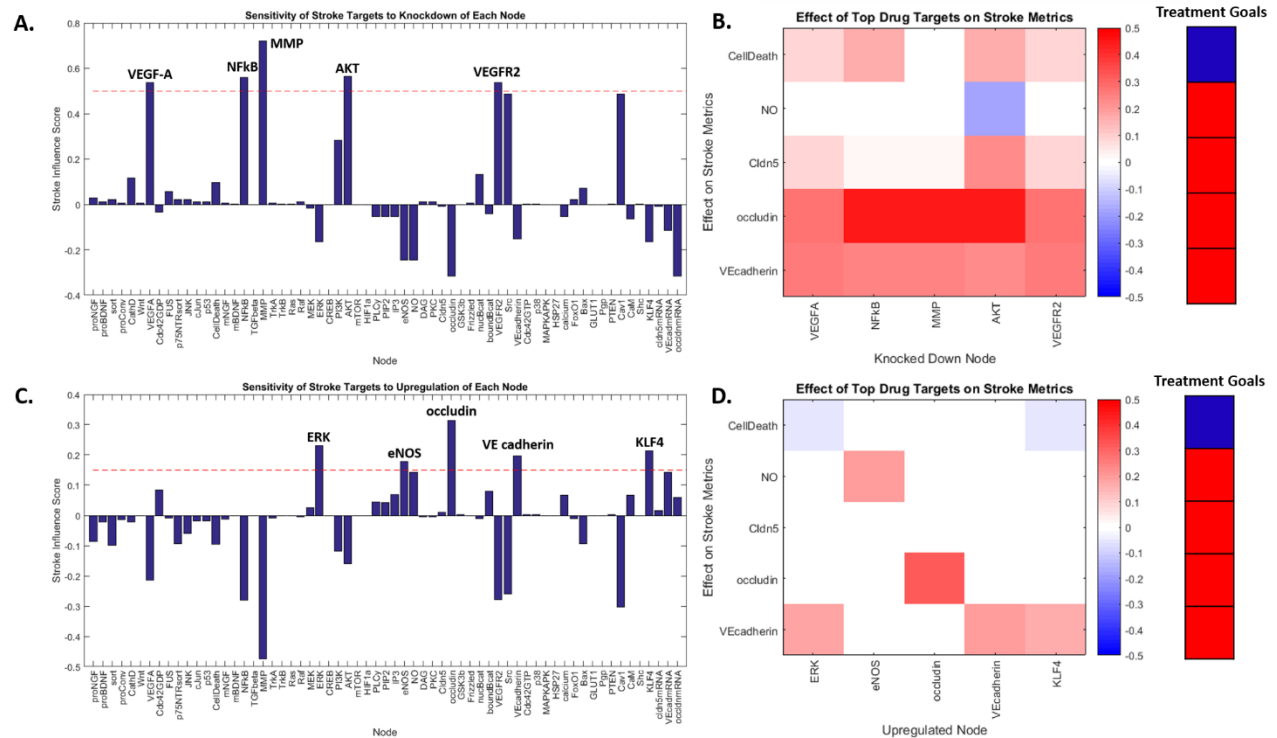 A.
Sensitivity of Stroke Targets to Knockdown of Each Node
Stroke Influence Score
0.8
0.6
0.4
0.2
0
-0.2
-0.4
VEGF-A
NFkB
MMP
AKT
VEGFR2
proNGF
proBDNF
sort
proConv
CathD
Wnt
VEGFA
Cdc42GDP
FUS
p75NTRsort
JNK
cJun
p53
CellDeath
mNGF
mBDNF
NFkB
TGFbeta
MMP
TrkA
TrkB
Ras
Raf
MEK
ERK
CREB
PI3K
AKT
mTOR
HIF1a
PLCy
PIP2
IP3
eNOS
NO
DAG
PKC
Cldn5
occludin
GSK3b
Frizzled
nucBcat
boundBcat
VEGFR2
Src
VEcadherin
Cdc42GTP
p38
MAPKAPK
HSP27
calcium
FoxO1
Bax
GLUT1
Pgp
PTEN
Cav1
CaM
Shc
KLF4
cldn5mRNA
VEcadmRNA
occldnmRNA
Node
B.
Effect of Top Drug Targets on Stroke Metrics
Effect on Stroke Metrics
CellDeath
NO
Cldn5
occludin
VEcadherin
VEGFA
NFkB
MMP
AKT
VEGFR2
Knocked Down Node
0.5
0.4
0.3
0.2
0.1
0
-0.1
-0.2
-0.3
-0.4
-0.5
Treatment Goals
C.
Sensitivity of Stroke Targets to Upregulation of Each Node
Stroke Influence Score
0.4
0.3
0.2
0.1
0
-0.1
-0.2
-0.3
-0.4
-0.5
ERK
eNOS
occludin
VE cadherin
KLF4
proNGF
proBDNF
sort
proConv
CathD
Wnt
VEGFA
Cdc42GDP
FUS
p75NTRsort
JNK
cJun
p53
CellDeath
mNGF
mBDNF
NFkB
TGFbeta
MMP
TrkA
TrkB
Ras
Raf
MEK
ERK
CREB
PI3K
AKT
mTOR
HIF1a
PLCy
PIP2
IP3
eNOS
NO
DAG
PKC
Cldn5
occludin
GSK3b
Frizzled
nucBcat
boundBcat
VEGFR2
Src
VEcadherin
Cdc42GTP
p38
MAPKAPK
HSP27
calcium
FoxO1
Bax
GLUT1
Pgp
PTEN
Cav1
CaM
Shc
KLF4
cldn5mRNA
VEcadmRNA
occldnmRNA
Node
D.
Effect of Top Drug Targets on Stroke Metrics
Effect on Stroke Metrics
CellDeath
NO
Cldn5
occludin
VEcadherin
ERK
eNOS
occludin
VEcadherin
KLF4
Upregulated Node
0.5
0.4
0.3
0.2
0.1
0
-0.1
-0.2
-0.3
-0.4
-0.5
Treatment Goals